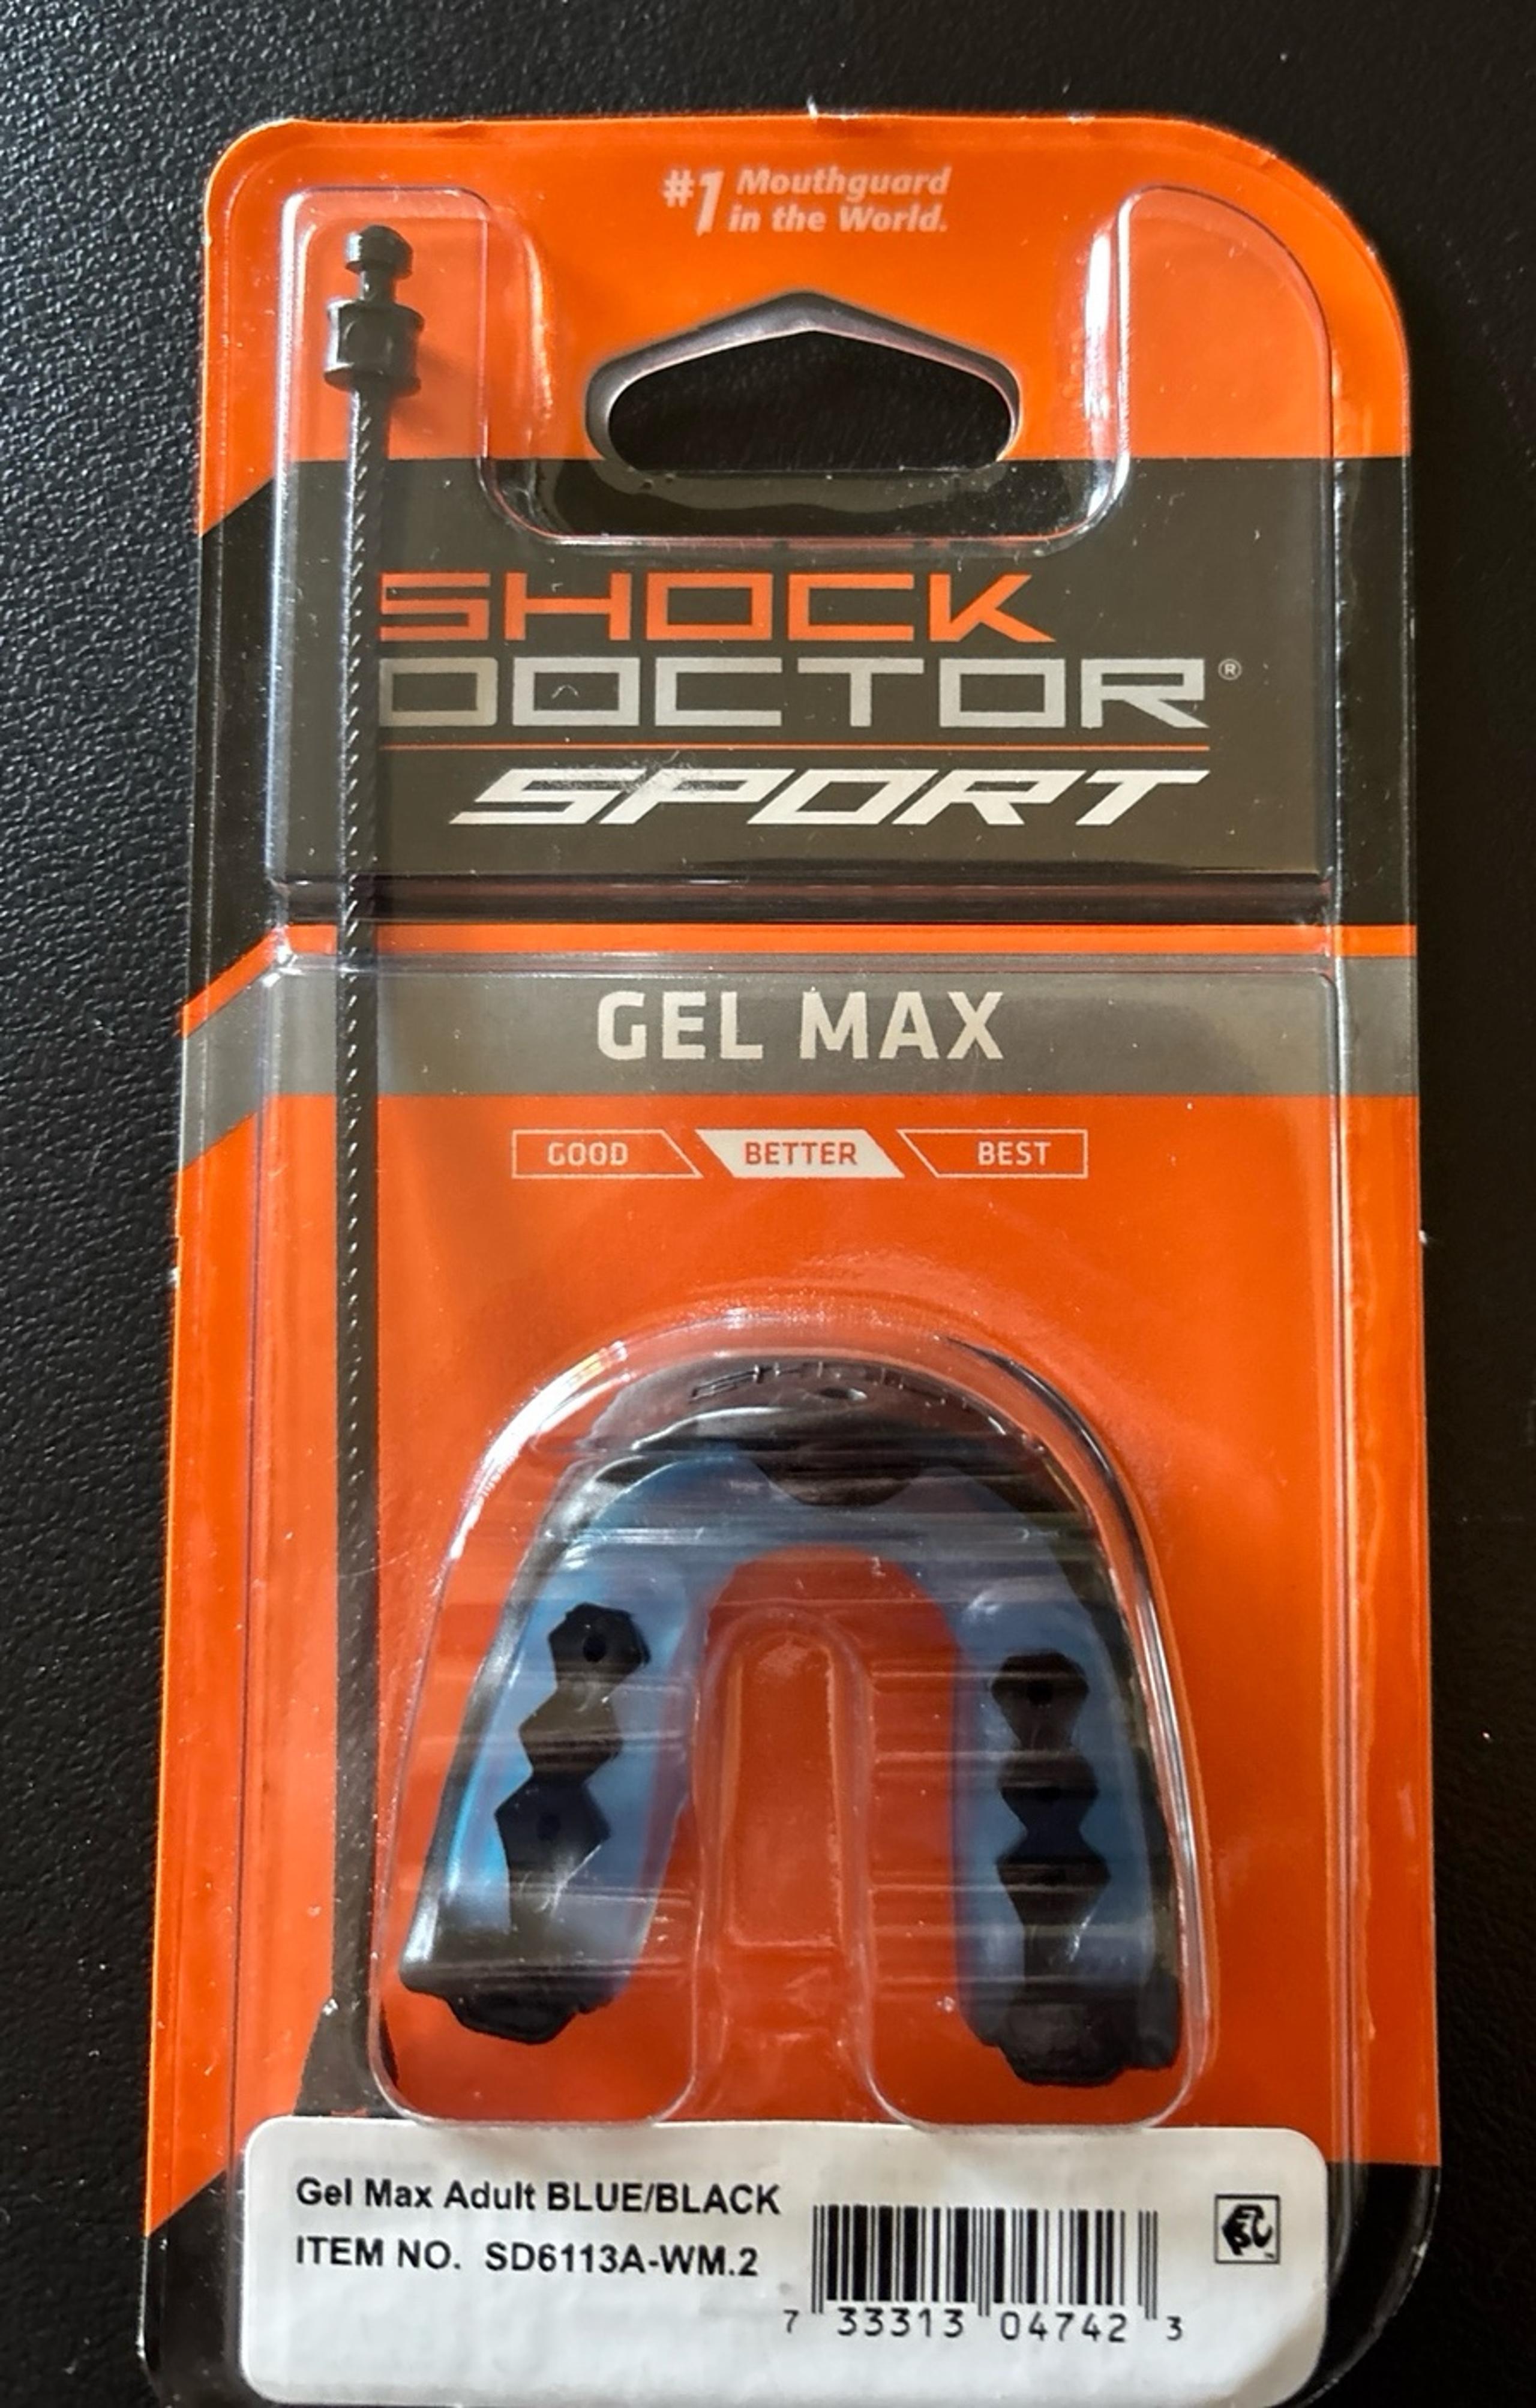 #1 Mouthguard
in the World.
SHOCK
DOCTOR®
SPORT
GEL MAX
GOOD BETTER BEST
Gel Max Adult BLUE/BLACK
ITEM NO. SD6113A-WM.2
7 33313 04742 3